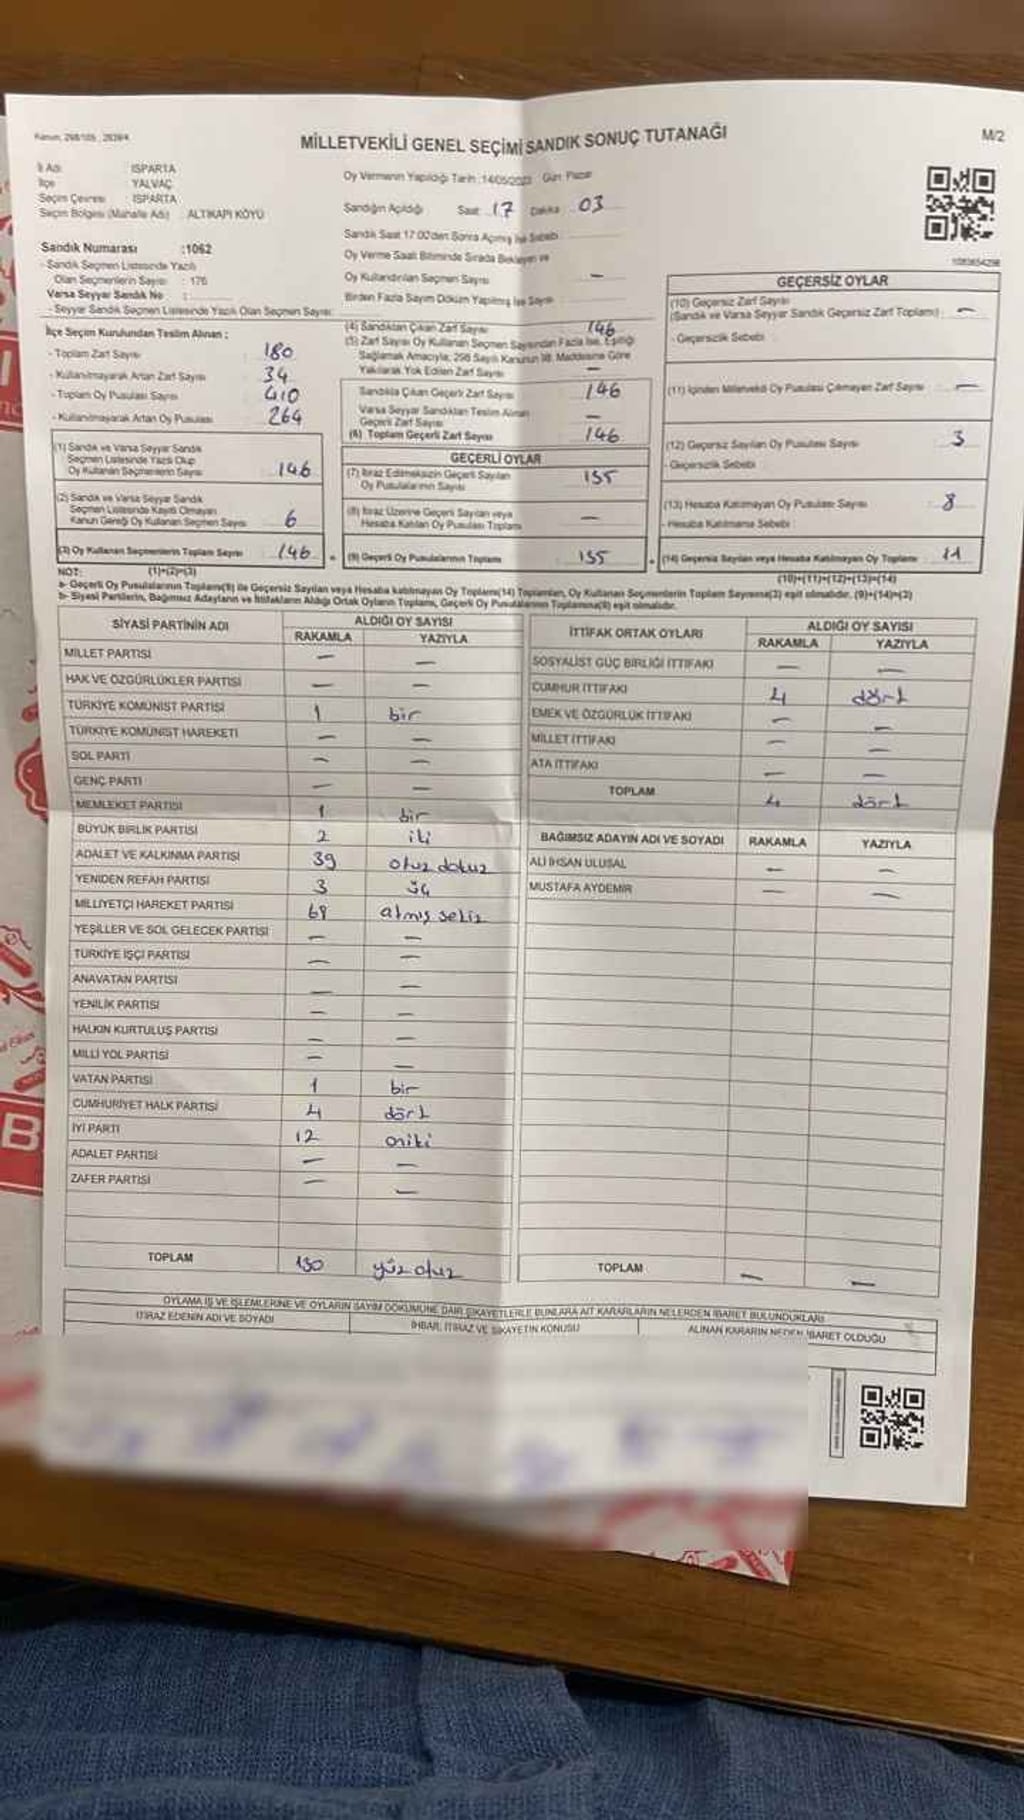 MİLLETVEKİLİ GENEL SEÇİMİ SANDIK SONUÇ TUTANAĞI
M/2
İl Adı : ISPARTA
İlçe : YALVAÇ
Seçim Çevresi : ISPARTA
Seçim Bölgesi (Mahalle Adı) : ALTIKAPI KÖYÜ
Oy Vermenin Yapıldığı Tarih :14/05/2023 Gün: Pazar
Sandığın Açıldığı Saat: 17 Dakika: 03
Sandık Saat 17:00'den Sonra Açılmış İse Sebebi:
Oy Verme Saati Bitiminde Sırada Bekleyen ve
Oy Kullandırılan Seçmen Sayısı: —
Birden Fazla Sayım Döküm Yapılmış İse Sayısı:
Sandık Numarası :1062
- Sandık Seçmen Listesinde Yazılı
Olan Seçmenlerin Sayısı : 176
Varsa Seyyar Sandık No :
- Seyyar Sandık Seçmen Listesinde Yazılı Olan Seçmen Sayısı:
İlçe Seçim Kurulundan Teslim Alınan :
- Toplam Zarf Sayısı 180
- Kullanılmayarak Artan Zarf Sayısı 34
- Toplam Oy Pusulası Sayısı 410
- Kullanılmayarak Artan Oy Pusulası 264
(1) Sandık ve Varsa Seyyar Sandık
Seçmen Listesinde Yazılı Olup
Oy Kullanan Seçmenlerin Sayısı 146
(2) Sandık ve Varsa Seyyar Sandık
Seçmen Listesinde Kayıtlı Olmayan
Kanun Gereği Oy Kullanan Seçmen Sayısı 6
(3) Oy Kullanan Seçmenlerin Toplam Sayısı 146
(4) Sandıktan Çıkan Zarf Sayısı 146
(5) Zarf Sayısı Oy Kullanan Seçmen Sayısından Fazla İse, Eşitliği
Sağlamak Amacıyla; 298 Sayılı Kanunun 98. Maddesine Göre
Yakılarak Yok Edilen Zarf Sayısı —
Sandıkta Çıkan Geçerli Zarf Sayısı 146
Varsa Seyyar Sandıktan Teslim Alınan
Geçerli Zarf Sayısı —
(6) Toplam Geçerli Zarf Sayısı 146
GEÇERLİ OYLAR
(7) İtiraz Edilmeksizin Geçerli Sayılan
Oy Pusulalarının Sayısı 135
(8) İtiraz Üzerine Geçerli Sayılan veya
Hesaba Katılan Oy Pusulası Toplamı —
(9) Geçerli Oy Pusulalarının Toplamı 135
GEÇERSİZ OYLAR
(10) Geçersiz Zarf Sayısı
(Sandık ve Varsa Seyyar Sandık Geçersiz Zarf Toplamı) : —
- Geçersizlik Sebebi :
(11) İçinden Milletvekili Oy Pusulası Çıkmayan Zarf Sayısı —
(12) Geçersiz Sayılan Oy Pusulası Sayısı 3
- Geçersizlik Sebebi :
(13) Hesaba Katılmayan Oy Pusulası Sayısı 8
- Hesaba Katılmama Sebebi :
(14) Geçersiz Sayılan veya Hesaba Katılmayan Oy Toplamı 11
NOT: (1)+(2)=(3)
(10)+(11)+(12)+(13)=(14)
a- Geçerli Oy Pusulalarının Toplamı(9) ile Geçersiz Sayılan veya Hesaba katılmayan Oy Toplamı(14) Toplamları, Oy Kullanan Seçmenlerin Toplam Sayısına(3) eşit olmalıdır. (9)+(14)=(3)
b- Siyasi Partilerin, Bağımsız Adayların ve İttifakların Aldığı Ortak Oyların Toplamı, Geçerli Oy Pusulalarının Toplamına(9) eşit olmalıdır.
SİYASİ PARTİNİN ADI ALDIĞI OY SAYISI
RAKAMLA YAZIYLA
MİLLET PARTİSİ — —
HAK VE ÖZGÜRLÜKLER PARTİSİ — —
TÜRKİYE KOMÜNİST PARTİSİ 1 bir
TÜRKİYE KOMÜNİST HAREKETİ — —
SOL PARTİ — —
GENÇ PARTİ — —
MEMLEKET PARTİSİ 1 bir
BÜYÜK BİRLİK PARTİSİ 2 iki
ADALET VE KALKINMA PARTİSİ 39 otuz dokuz
YENİDEN REFAH PARTİSİ 3 üç
MİLLİYETÇİ HAREKET PARTİSİ 68 atmış sekiz
YEŞİLLER VE SOL GELECEK PARTİSİ — —
TÜRKİYE İŞÇİ PARTİSİ — —
ANAVATAN PARTİSİ — —
YENİLİK PARTİSİ — —
HALKIN KURTULUŞ PARTİSİ — —
MİLLİ YOL PARTİSİ — —
VATAN PARTİSİ 1 bir
CUMHURİYET HALK PARTİSİ 4 dört
İYİ PARTİ 12 oniki
ADALET PARTİSİ — —
ZAFER PARTİSİ — —
TOPLAM 130 yüz otuz
İTTİFAK ORTAK OYLARI ALDIĞI OY SAYISI
RAKAMLA YAZIYLA
SOSYALİST GÜÇ BİRLİĞİ İTTİFAKI — —
CUMHUR İTTİFAKI 4 dört
EMEK VE ÖZGÜRLÜK İTTİFAKI — —
MİLLET İTTİFAKI — —
ATA İTTİFAKI — —
TOPLAM 4 dört
BAĞIMSIZ ADAYIN ADI VE SOYADI RAKAMLA YAZIYLA
ALİ İHSAN ULUSAL — —
MUSTAFA AYDEMİR — —
TOPLAM — —
OYLAMA İŞ VE İŞLEMLERİNE VE OYLARIN SAYIM DÖKÜMÜNE DAİR ŞİKAYETLERLE BUNLARA AİT KARARLARIN NELERDEN İBARET BULUNDUKLARI
İTİRAZ EDENİN ADI VE SOYADI
İHBAR, İTİRAZ VE ŞİKAYETİN KONUSU
ALINAN KARARIN NEDEN İBARET OLDUĞU
B